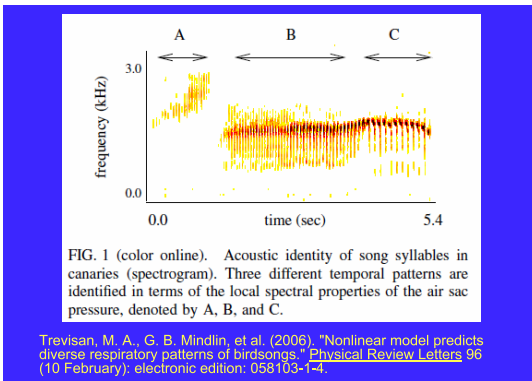 A B C
3.0
frequency (kHz)
0.0
0.0 time (sec) 5.4
FIG. 1 (color online). Acoustic identity of song syllables in
canaries (spectrogram). Three different temporal patterns are
identified in terms of the local spectral properties of the air sac
pressure, denoted by A, B, and C.
Trevisan, M. A., G. B. Mindlin, et al. (2006). "Nonlinear model predicts
diverse respiratory patterns of birdsongs." Physical Review Letters 96
(10 February): electronic edition: 058103-1-4.